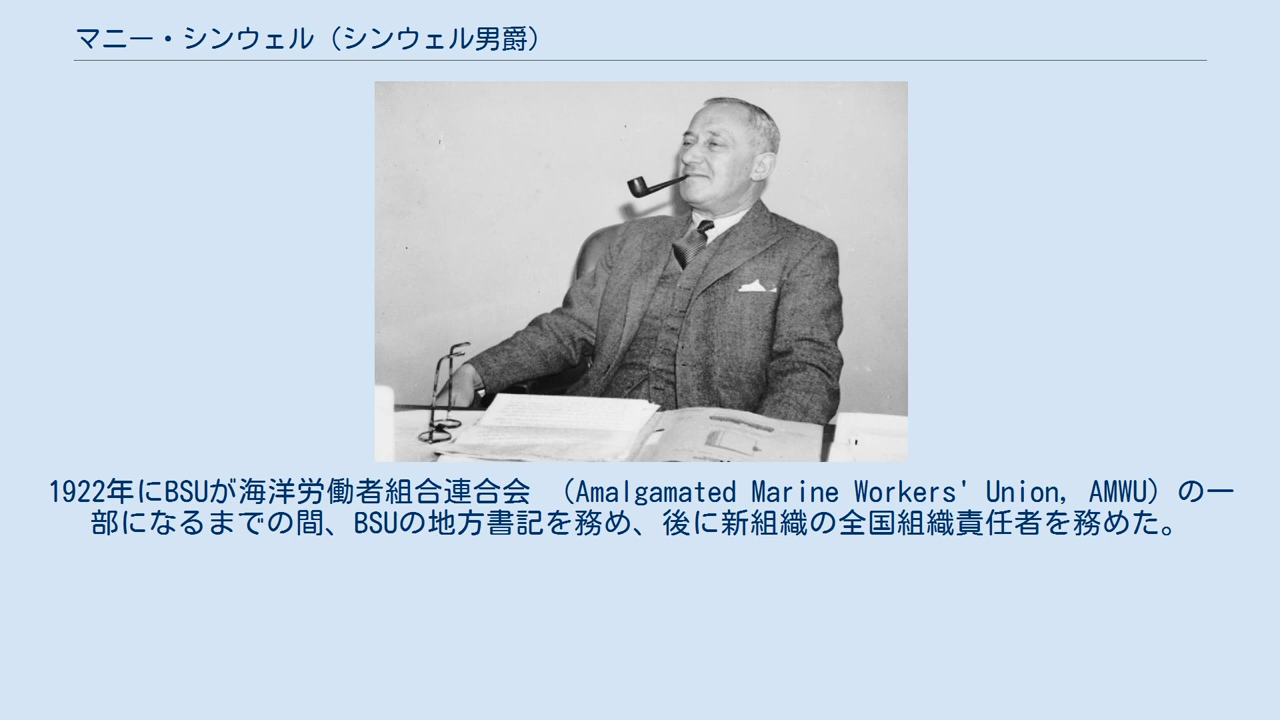 マニー・シンウェル（シンウェル男爵）
1922年にBSUが海洋労働者組合連合会　（Amalgamated Marine Workers' Union, AMWU）の一
部になるまでの間、BSUの地方書記を務め、後に新組織の全国組織責任者を務めた。